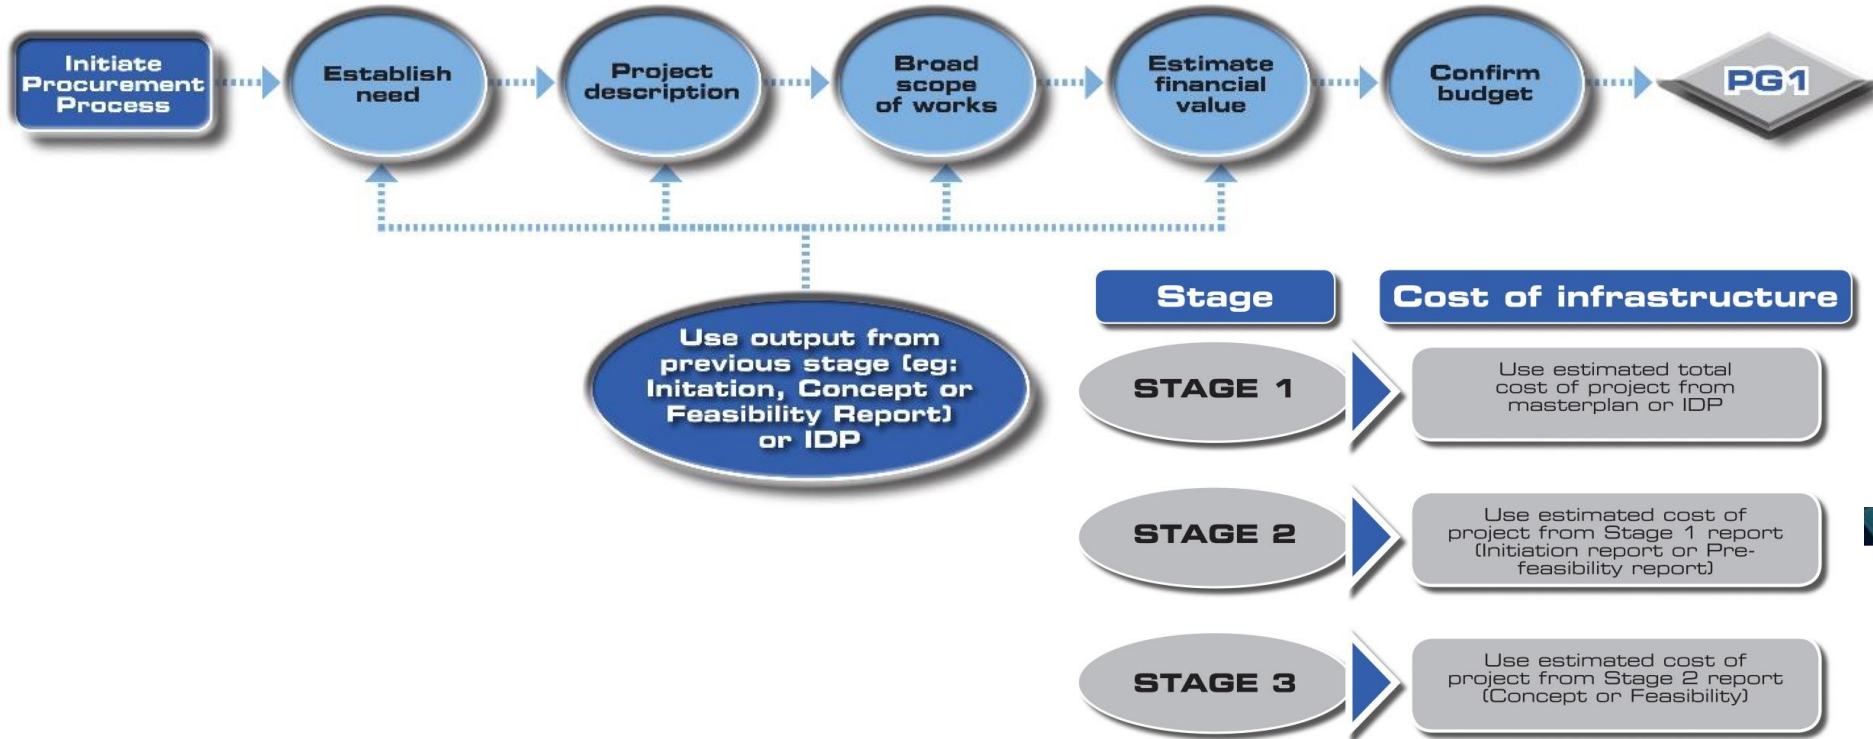 Initiate
Procurement
Process
Establish
need
Project
description
Broad
scope
of works
Estimate
financial
value
Confirm
budget
PG1
Use output from
previous stage (eg:
Initation, Concept or
Feasibility Report)
or IDP
Stage
Cost of infrastructure
STAGE 1
Use estimated total
cost of project from
masterplan or IDP
STAGE 2
Use estimated cost of
project from Stage 1 report
(Initiation report or Pre-
feasibility report)
STAGE 3
Use estimated cost of
project from Stage 2 report
(Concept or Feasibility)